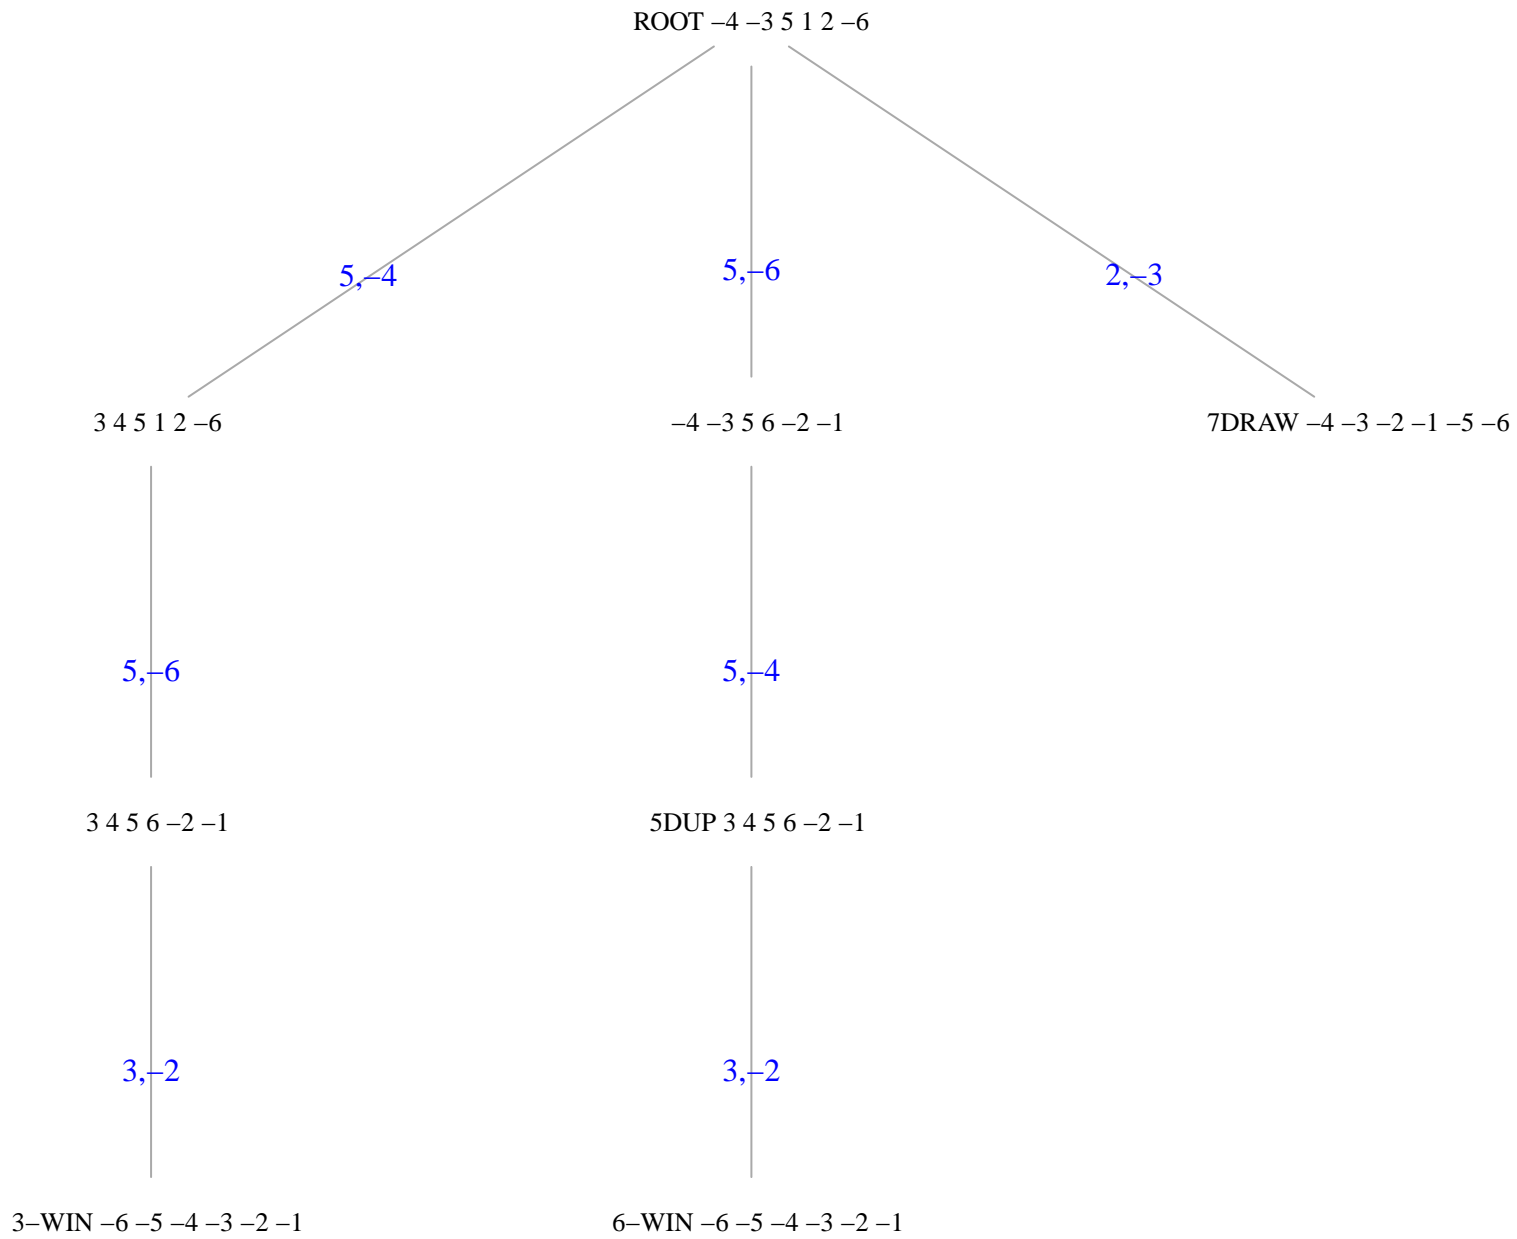 ROOT –4 –3 5 1 2 –6
5,–4
5,–6
2,–3
3 4 5 1 2 –6
–4 –3 5 6 –2 –1
7DRAW –4 –3 –2 –1 –5 –6
5,–6
5,–4
3 4 5 6 –2 –1
5DUP 3 4 5 6 –2 –1
3,–2
3,–2
3–WIN –6 –5 –4 –3 –2 –1
6–WIN –6 –5 –4 –3 –2 –1